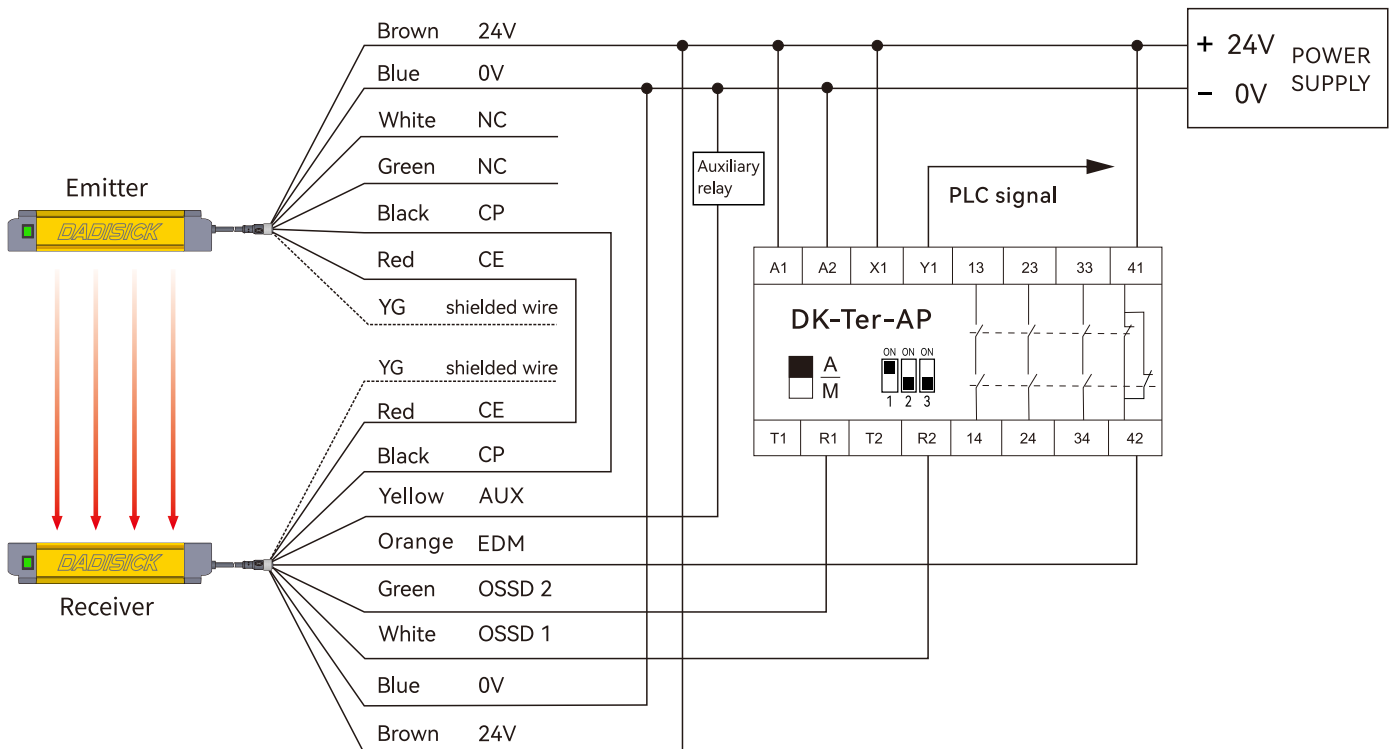 Brown 24V
Blue 0V
White NC
Green NC
Black CP
Red CE
YG shielded wire
Emitter
DADISICK
YG shielded wire
Red CE
Black CP
Yellow AUX
Orange EDM
Green OSSD 2
White OSSD 1
Blue 0V
Brown 24V
DADISICK
Receiver
Auxiliary
relay
PLC signal
+ 24V
- 0V
POWER
SUPPLY
A1 A2 X1 Y1 13 23 33 41
DK-Ter-AP
A
M
ON ON ON
1 2 3
T1 R1 T2 R2 14 24 34 42